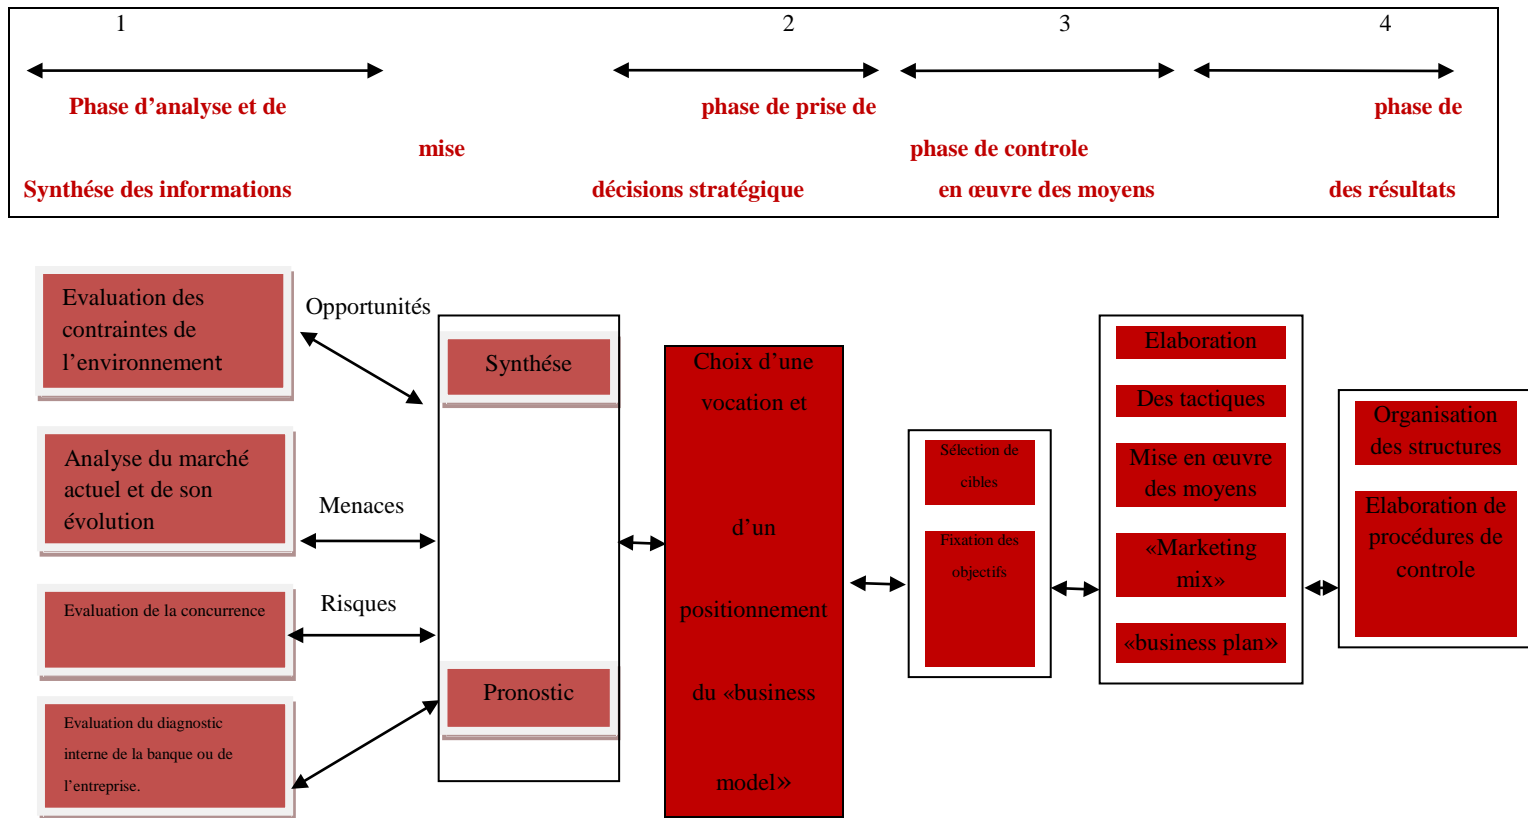 1 2 3 4
Phase d’analyse et de phase de prise de phase de
mise phase de controle
Synthése des informations décisions stratégique en œuvre des moyens des résultats
Evaluation des
contraintes de
l’environnement
Opportunités
Analyse du marché
actuel et de son
évolution
Menaces
Evaluation de la concurrence
Risques
Evaluation du diagnostic
interne de la banque ou de
l’entreprise.
Synthése
Pronostic
Choix d’une
vocation et
d’un
positionnement
du «business
model»
Sélection de
cibles
Fixation des
objectifs
Elaboration
Des tactiques
Mise en œuvre
des moyens
«Marketing
mix»
«business plan»
Organisation
des structures
Elaboration de
procédures de
controle